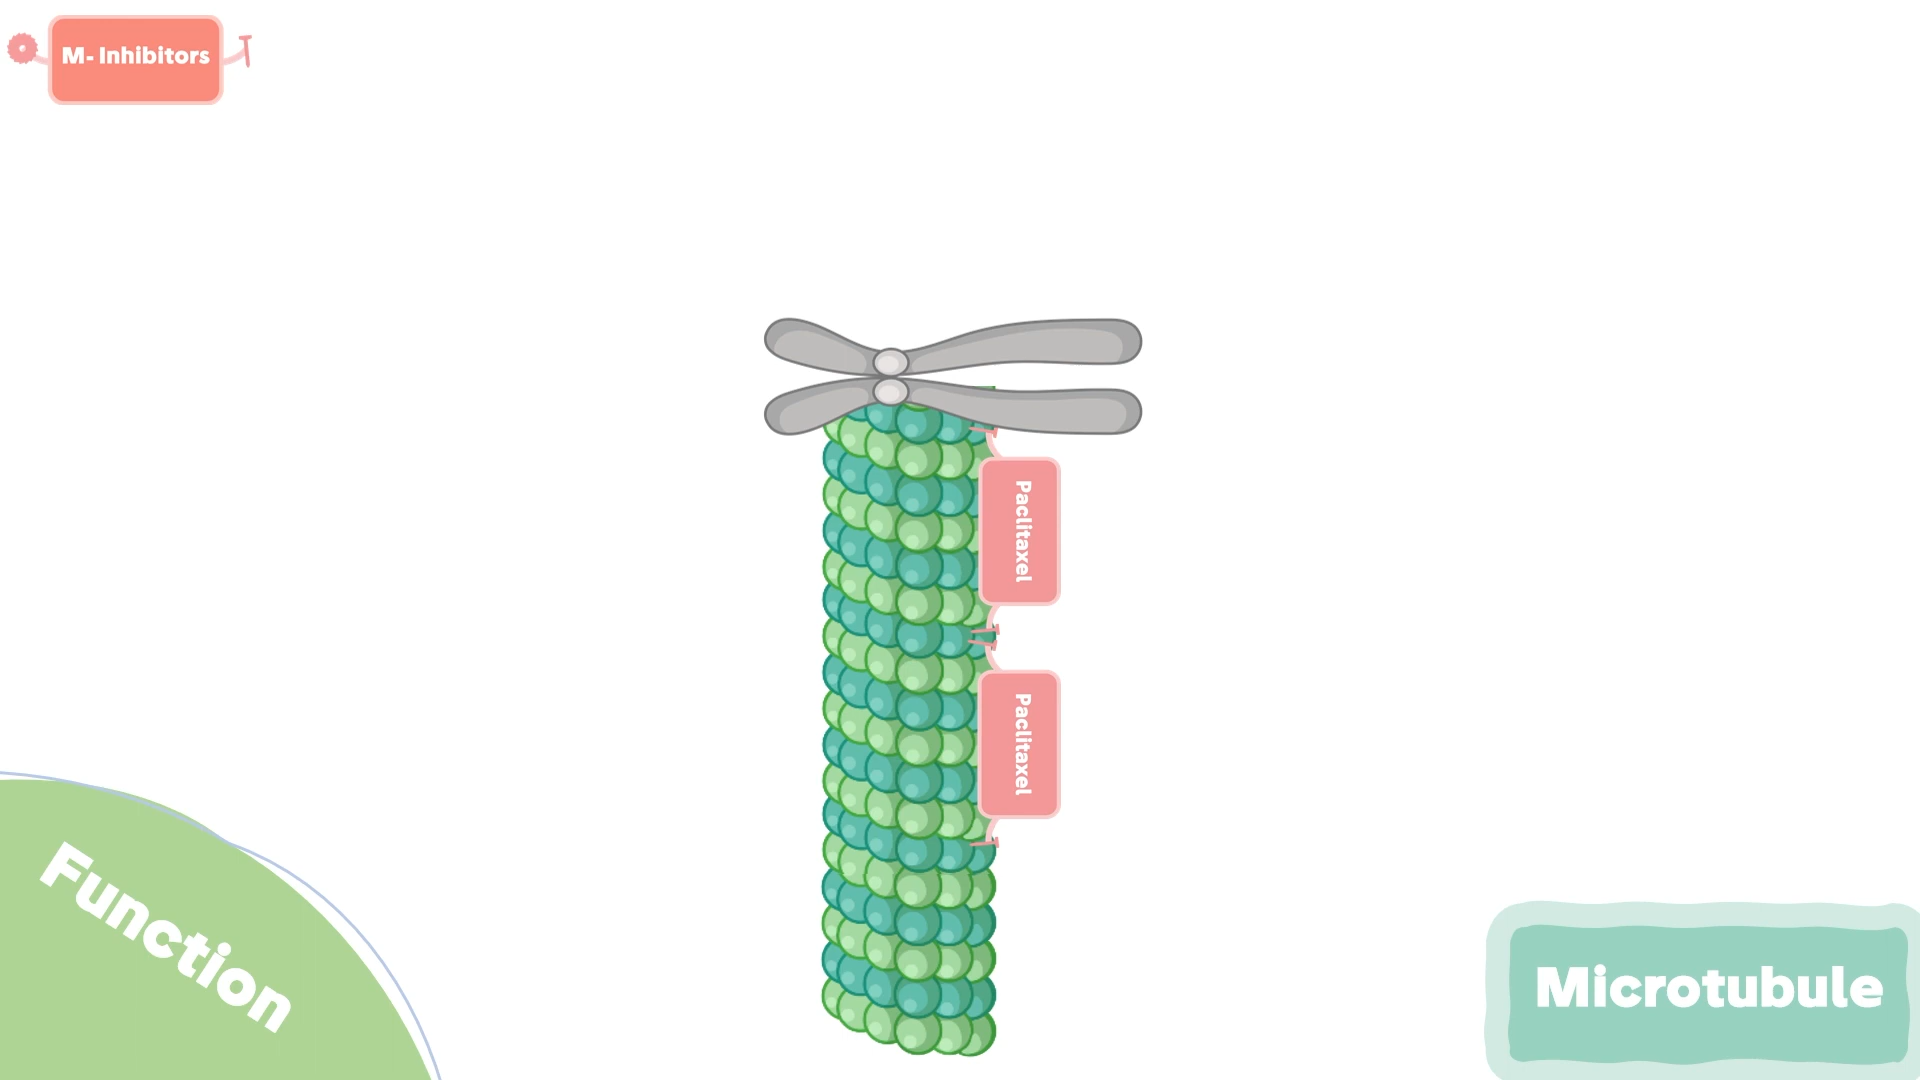 M- Inhibitors
Paclitaxel
Paclitaxel
Function
Microtubule